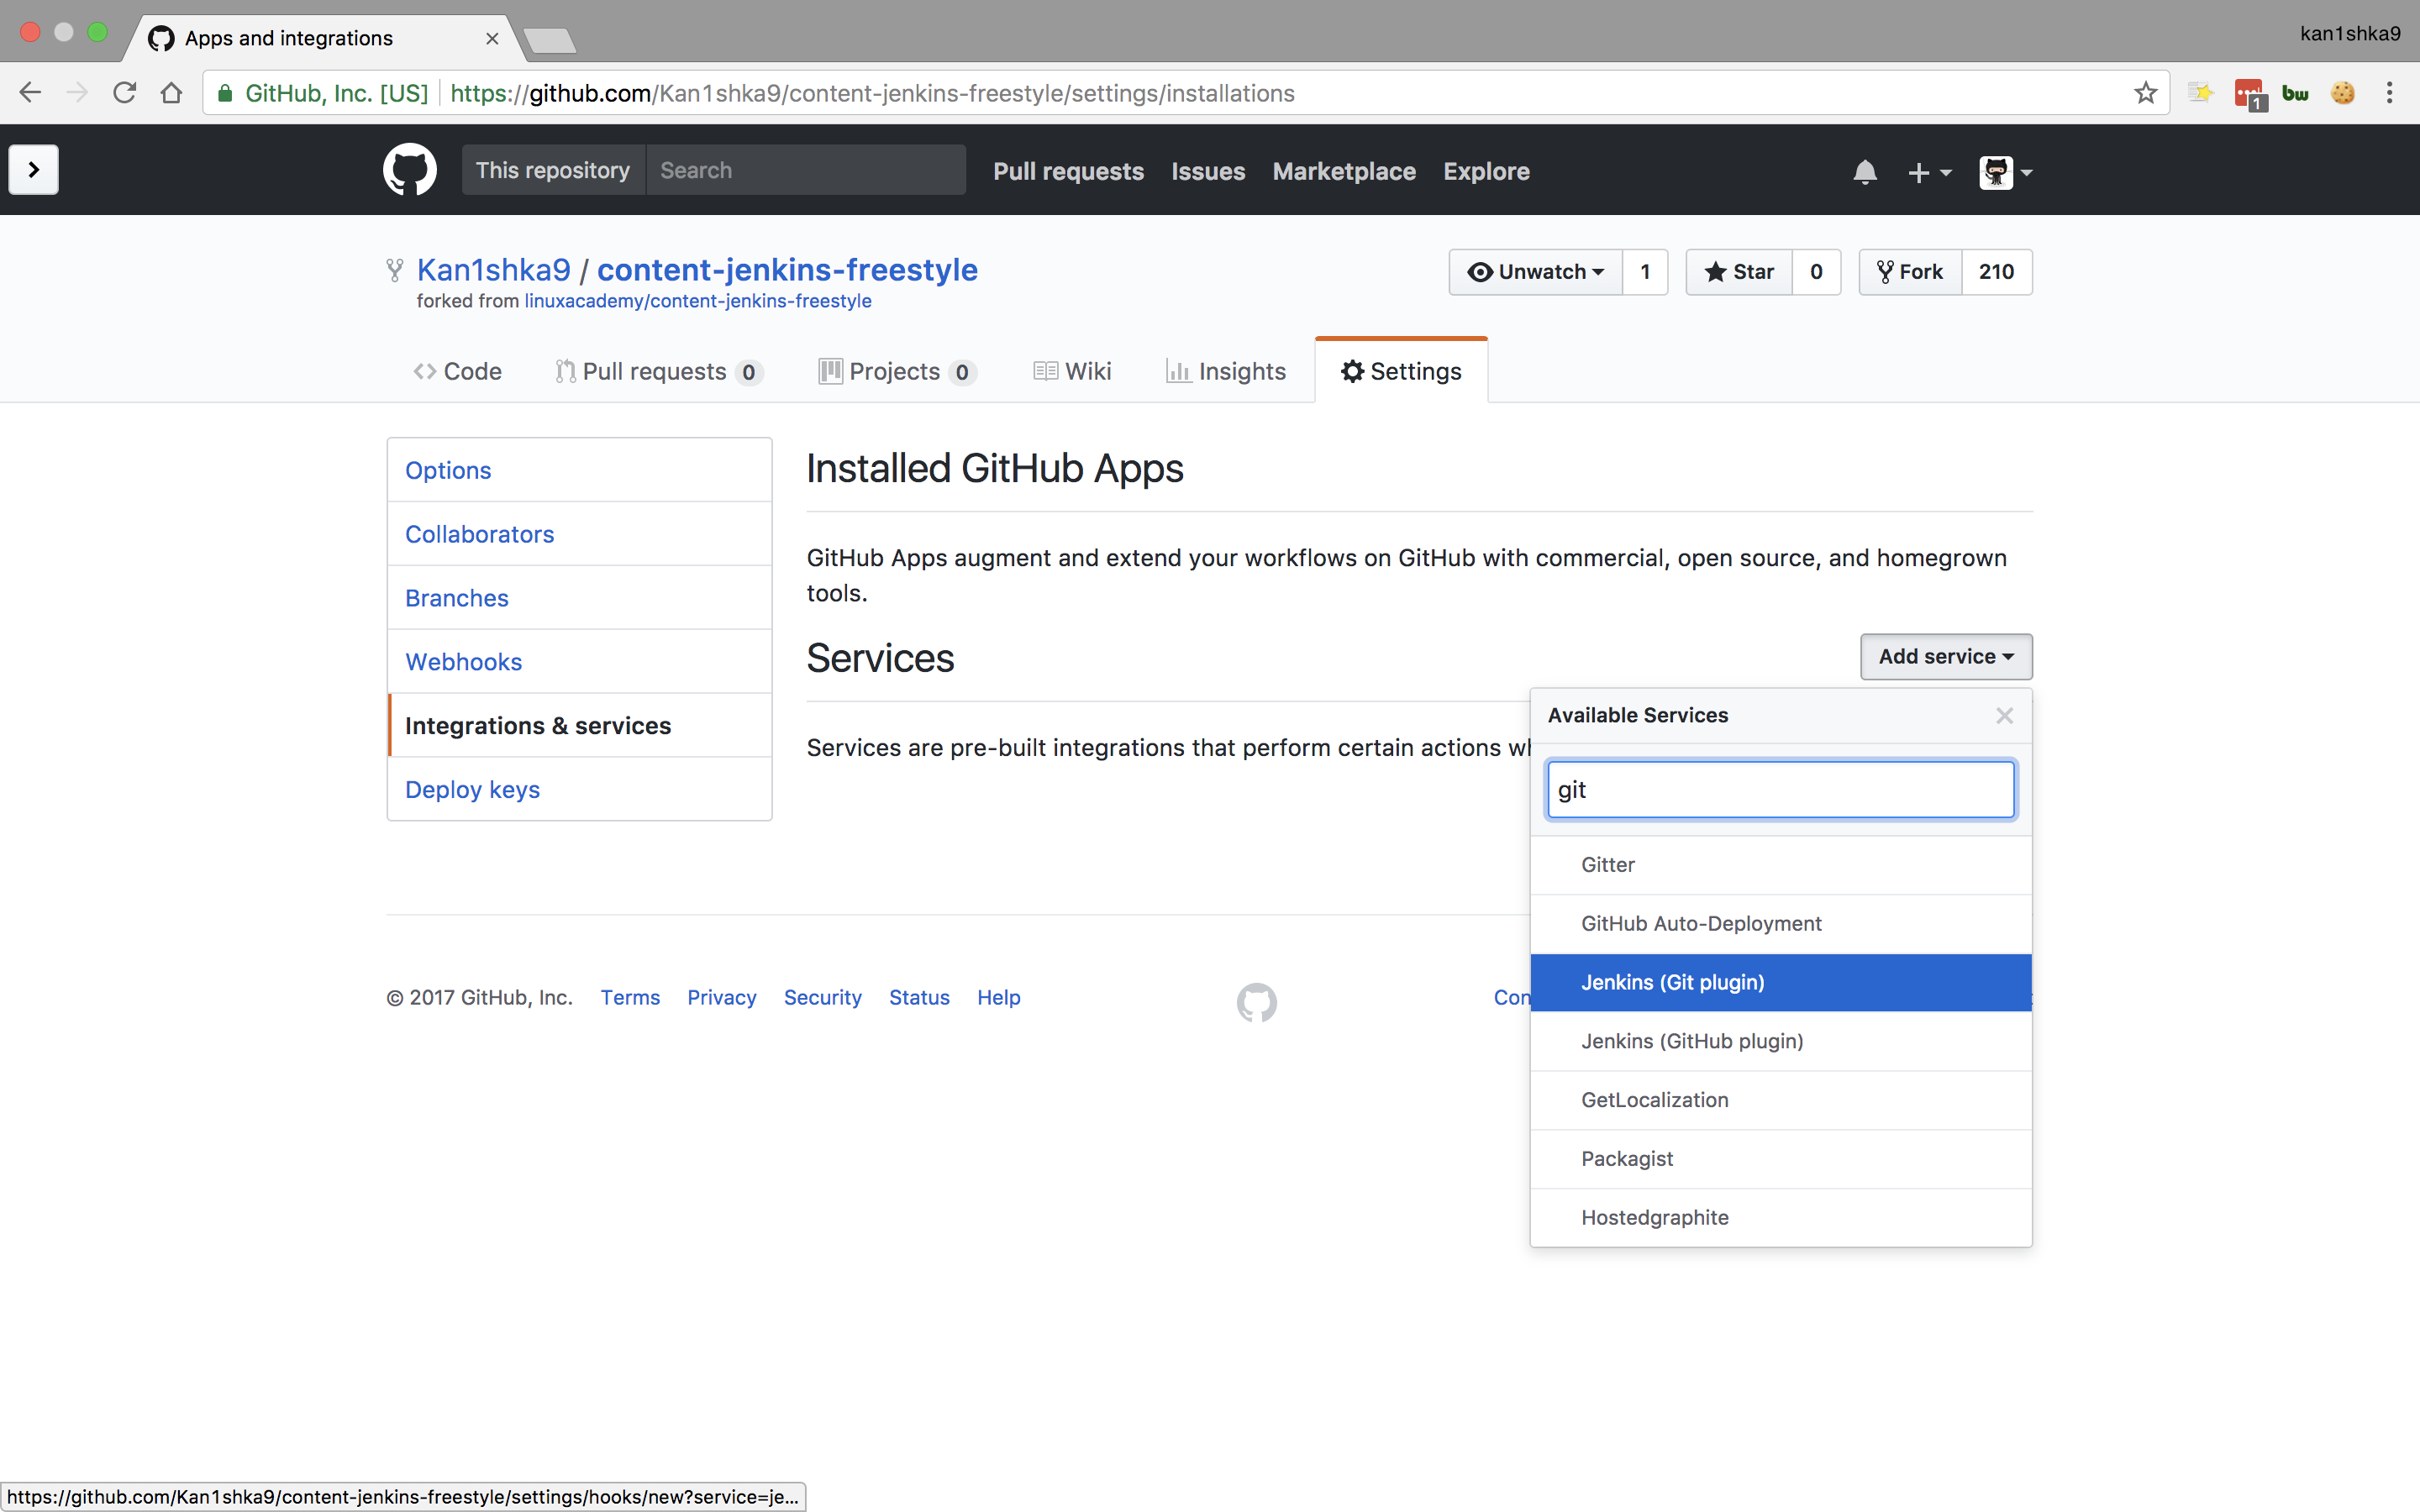 Apps and integrations
kan1shka9
GitHub, Inc. [US]
https://github.com/Kan1shka9/content-jenkins-freestyle/settings/installations
1
bw
This repository
Search
Pull requests
Issues
Marketplace
Explore
Kan1shka9 / content-jenkins-freestyle
forked from linuxacademy/content-jenkins-freestyle
Unwatch 1
Star 0
Fork 210
Code
Pull requests 0
Projects 0
Wiki
Insights
Settings
Options
Collaborators
Branches
Webhooks
Integrations & services
Deploy keys
Installed GitHub Apps
GitHub Apps augment and extend your workflows on GitHub with commercial, open source, and homegrown
tools.
Services
Add service
Services are pre-built integrations that perform certain actions
Available Services
git
Gitter
GitHub Auto-Deployment
Jenkins (Git plugin)
Jenkins (GitHub plugin)
GetLocalization
Packagist
Hostedgraphite
© 2017 GitHub, Inc.
Terms
Privacy
Security
Status
Help
https://github.com/Kan1shka9/content-jenkins-freestyle/settings/hooks/new?service=je...